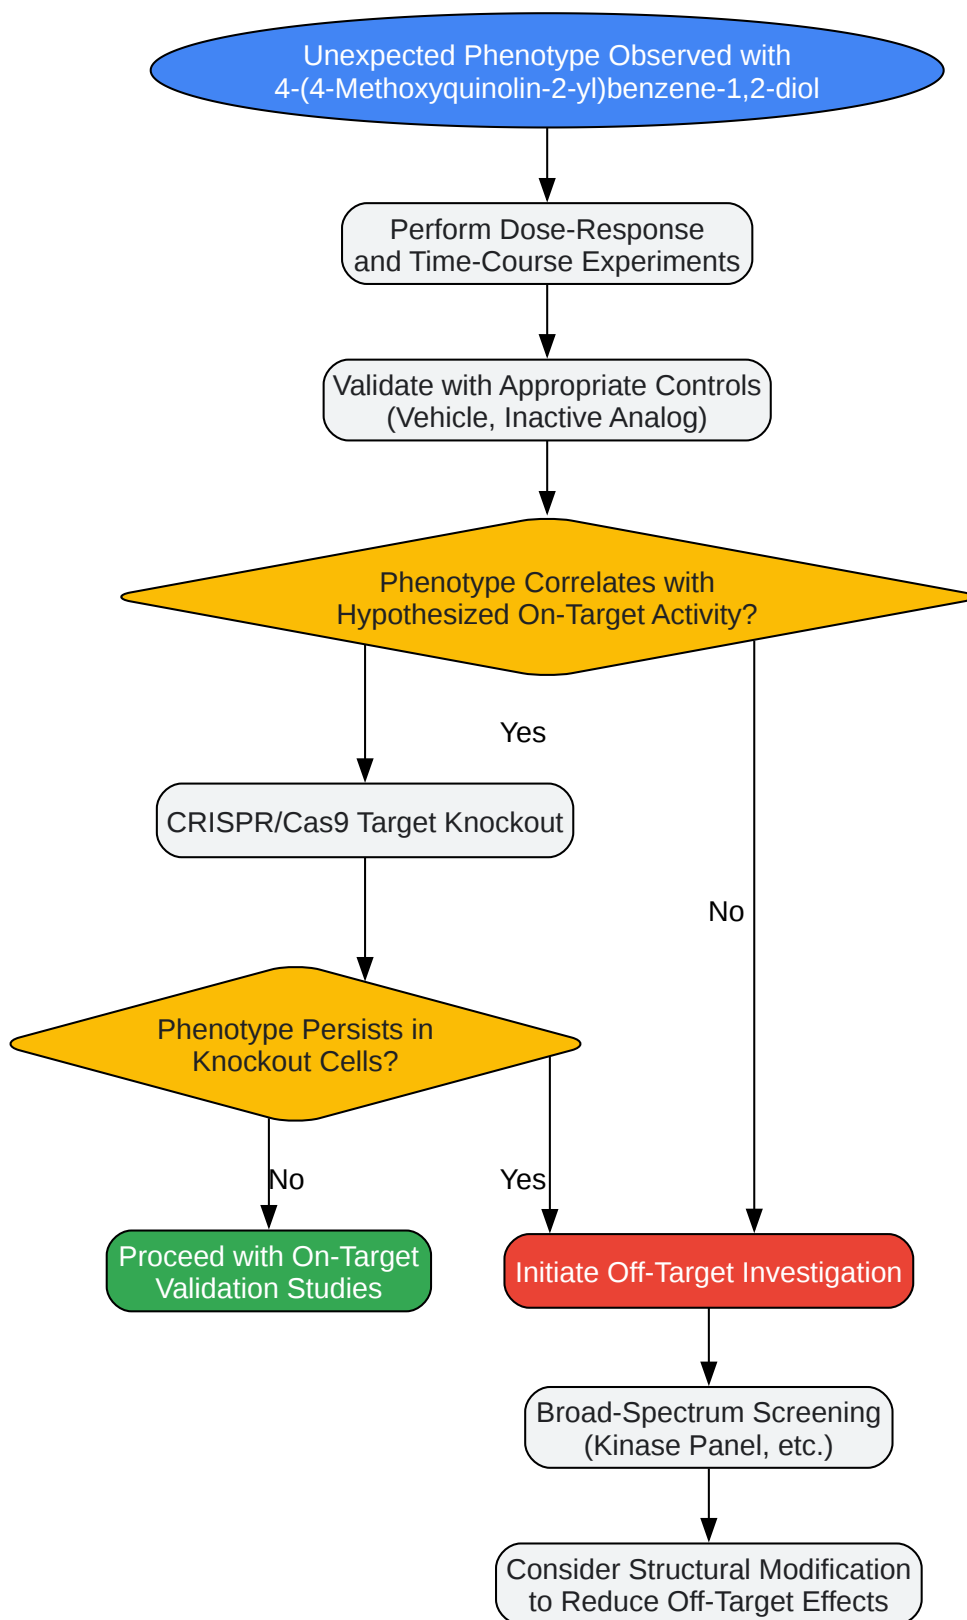 Unexpected Phenotype Observed with
4-(4-Methoxyquinolin-2-yl)benzene-1,2-diol
Perform Dose-Response
and Time-Course Experiments
Validate with Appropriate Controls
(Vehicle, Inactive Analog)
Phenotype Correlates with
Hypothesized On-Target Activity?
Yes
CRISPR/Cas9 Target Knockout
No
Phenotype Persists in
Knockout Cells?
No
Yes
Proceed with On-Target
Validation Studies
Initiate Off-Target Investigation
Broad-Spectrum Screening
(Kinase Panel, etc.)
Consider Structural Modification
to Reduce Off-Target Effects